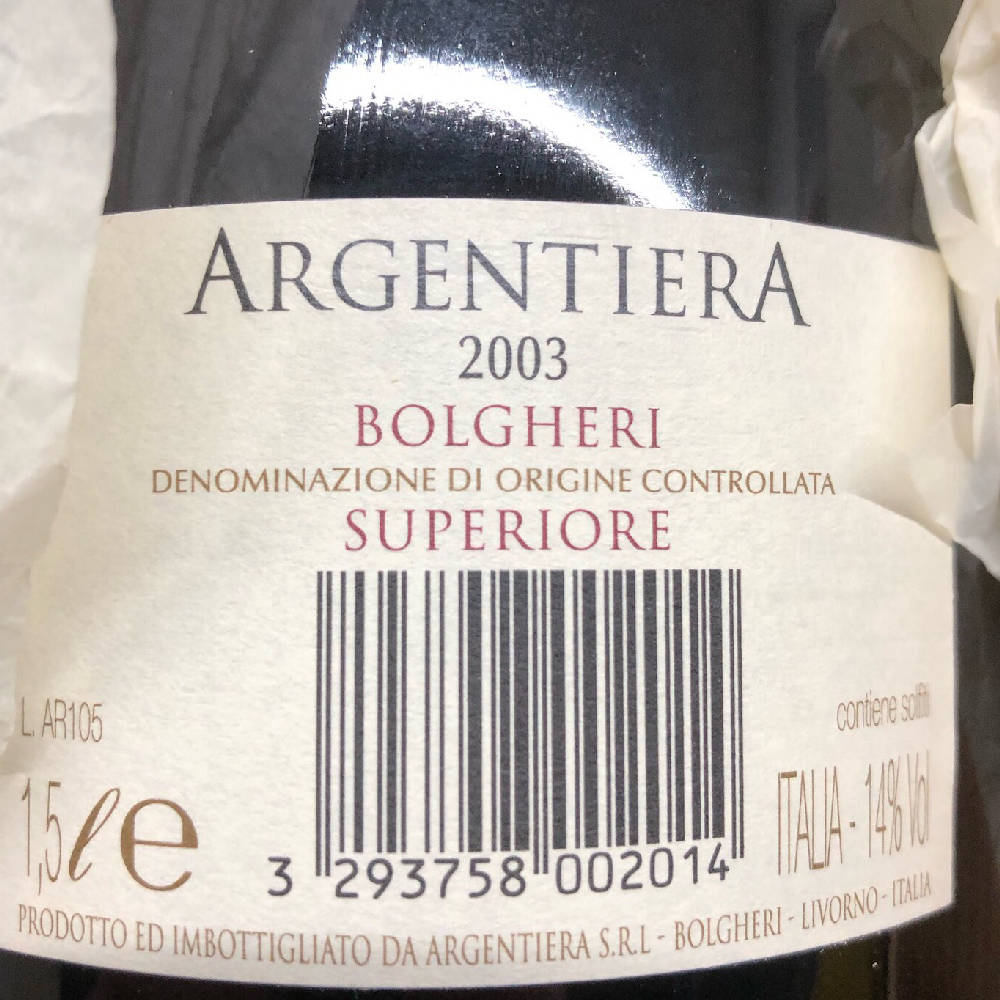 ARGENTIERA
2003
BOLGHERI
DENOMINAZIONE DI ORIGINE CONTROLLATA
SUPERIORE
L. AR105
contiene solfiti
1,5 ℓ e
ITALIA - 14% Vol
3 293758 002014
PRODOTTO ED IMBOTTIGLIATO DA ARGENTIERA S.R.L - BOLGHERI - LIVORNO - ITALIA